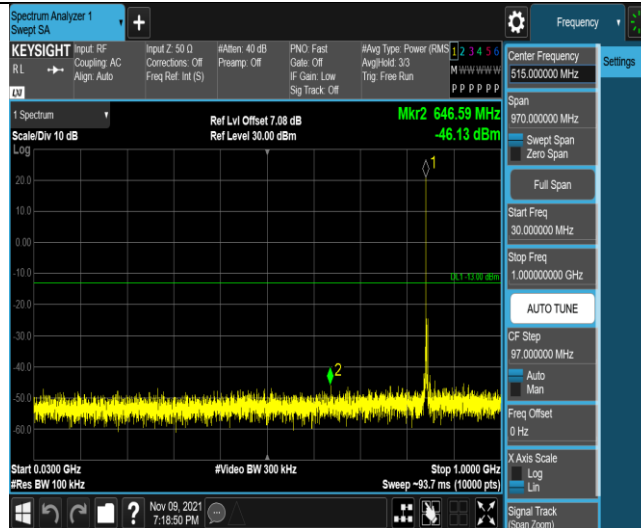 Spectrum Analyzer 1
Swept SA
+
Frequency
KEYSIGHT
RL
LXI
Input: RF
Coupling: AC
Align: Auto
Input Z: 50 Ω
Corrections: Off
Freq Ref: Int (S)
#Atten: 40 dB
Preamp: Off
PNO: Fast
Gate: Off
IF Gain: Low
Sig Track: Off
#Avg Type: Power (RMS
Avg|Hold: 3/3
Trig: Free Run
1 2 3 4 5 6
M W W W W W
P P P P P P
1 Spectrum
Scale/Div 10 dB
Log
Ref Lvl Offset 7.08 dB
Ref Level 30.00 dBm
Mkr2 646.59 MHz
-46.13 dBm
1
20.0
10.0
0.00
-10.0
DL1 -13.00 dBm
-20.0
-30.0
-40.0
2
-50.0
-60.0
Start 0.0300 GHz
#Res BW 100 kHz
#Video BW 300 kHz
Stop 1.0000 GHz
Sweep ~93.7 ms (10000 pts)
?
Nov 09, 2021
7:18:50 PM
Center Frequency
515.000000 MHz
Settings
Span
970.000000 MHz
Swept Span
Zero Span
Full Span
Start Freq
30.000000 MHz
Stop Freq
1.000000000 GHz
AUTO TUNE
CF Step
97.000000 MHz
Auto
Man
Freq Offset
0 Hz
X Axis Scale
Log
Lin
Signal Track
(Span Zoom)